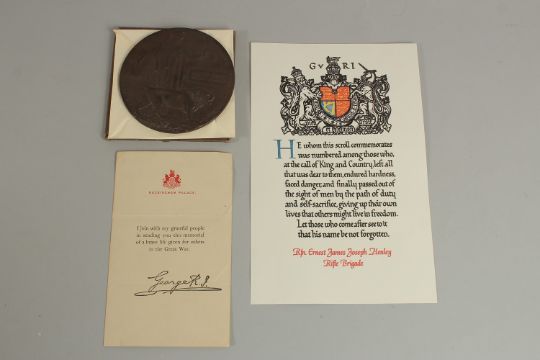 BUCKINGHAM PALACE
I join with my grateful people
in sending you this memorial
of a brave life given for others
in the Great War.
George R.I.
G V R I
HE whom this scroll commemorates
was numbered among those who,
at the call of King and Country, left all
that was dear to them, endured hardness,
faced danger, and finally passed out of
the sight of men by the path of duty
and self-sacrifice, giving up their own
lives that others might live in freedom.
Let those who come after see to it
that his name be not forgotten.
Rfn. Ernest James Joseph Henley
Rifle Brigade